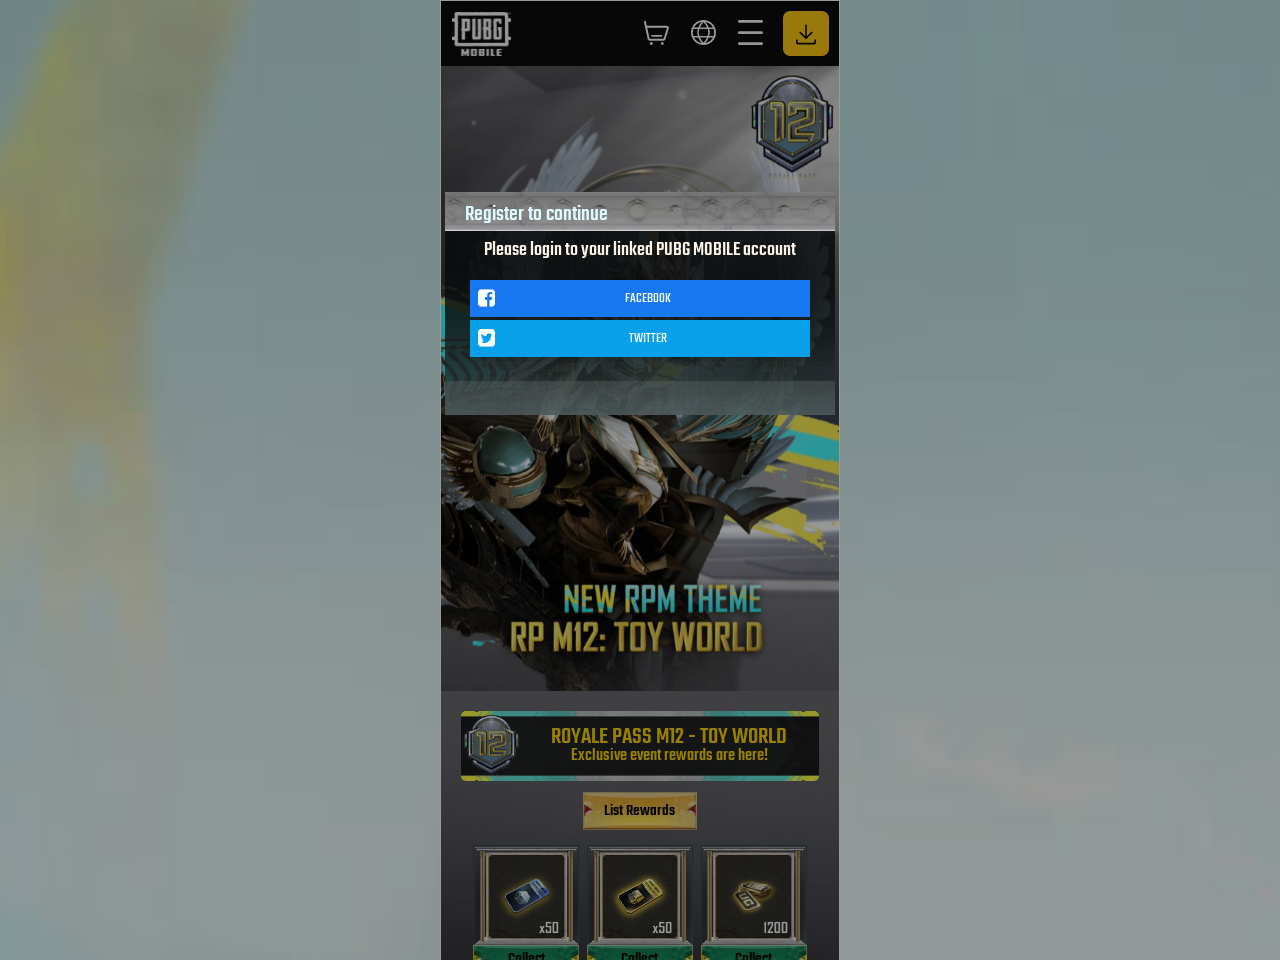 PUBG
MOBILE
12
ROYALE PASS
Register to continue
Please login to your linked PUBG MOBILE account
FACEBOOK
TWITTER
NEW RPM THEME
RP M12: TOY WORLD
12
ROYALE PASS M12 - TOY WORLD
Exclusive event rewards are here!
List Rewards
x50
x50
1200
Collect
Collect
Collect